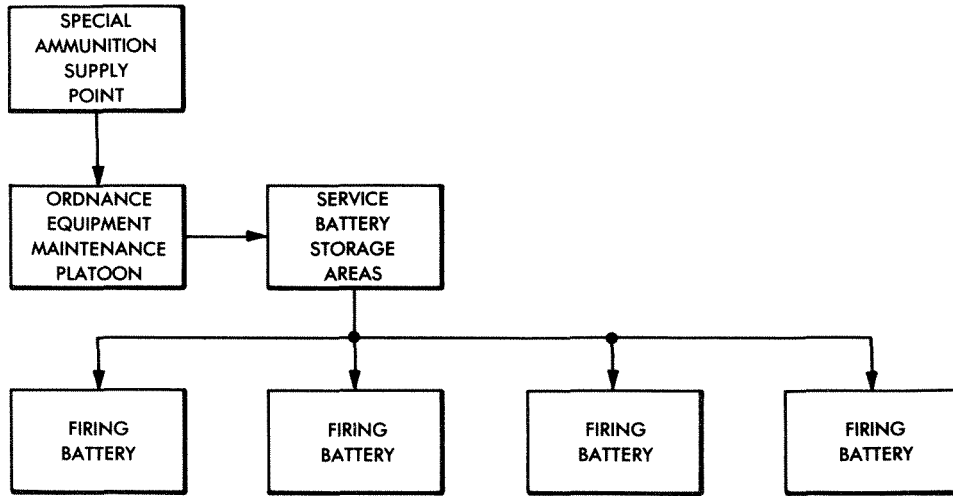 SPECIAL
AMMUNITION
SUPPLY
POINT
ORDNANCE
EQUIPMENT
MAINTENANCE
PLATOON
SERVICE
BATTERY
STORAGE
AREAS
FIRING
BATTERY
FIRING
BATTERY
FIRING
BATTERY
FIRING
BATTERY